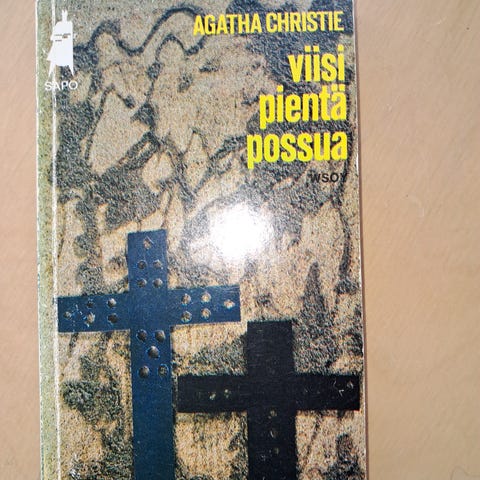 AGATHA CHRISTIE
viisi
pientä
possua
WSOY
SAPO